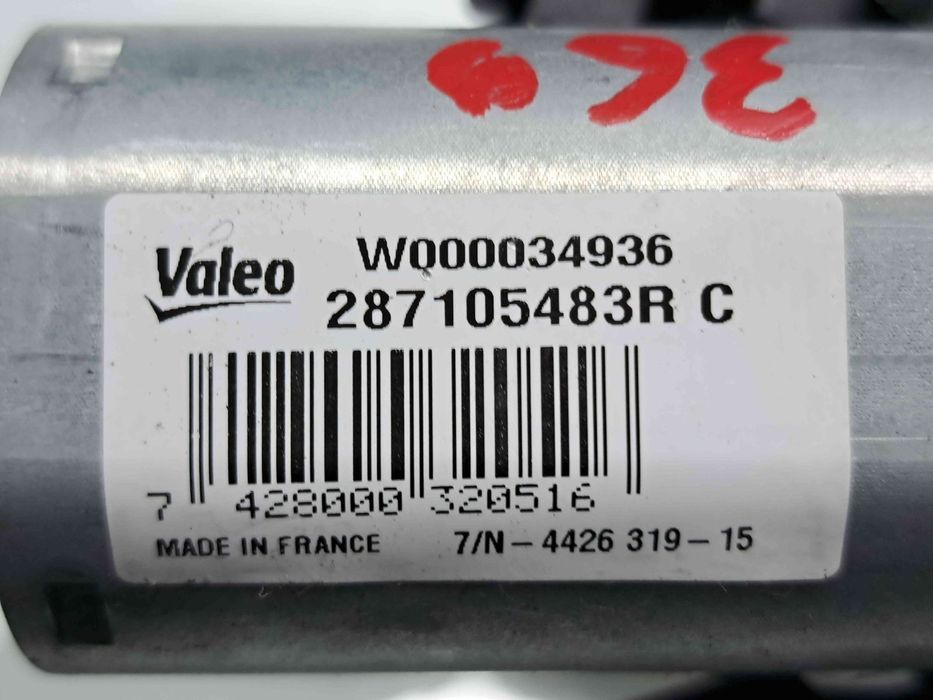 Valeo W000034936
287105483R C
7 428000 320516
MADE IN FRANCE 7/N - 4426 319 - 15